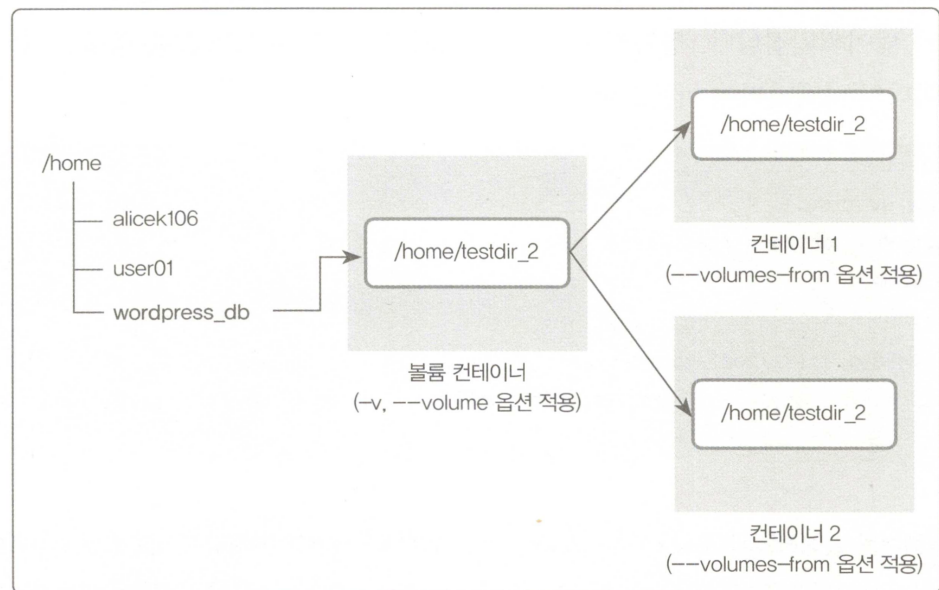 /home
alicek106
user01
wordpress_db
/home/testdir_2
볼륨 컨테이너
(-v, --volume 옵션 적용)
/home/testdir_2
컨테이너 1
(--volumes-from 옵션 적용)
/home/testdir_2
컨테이너 2
(--volumes-from 옵션 적용)